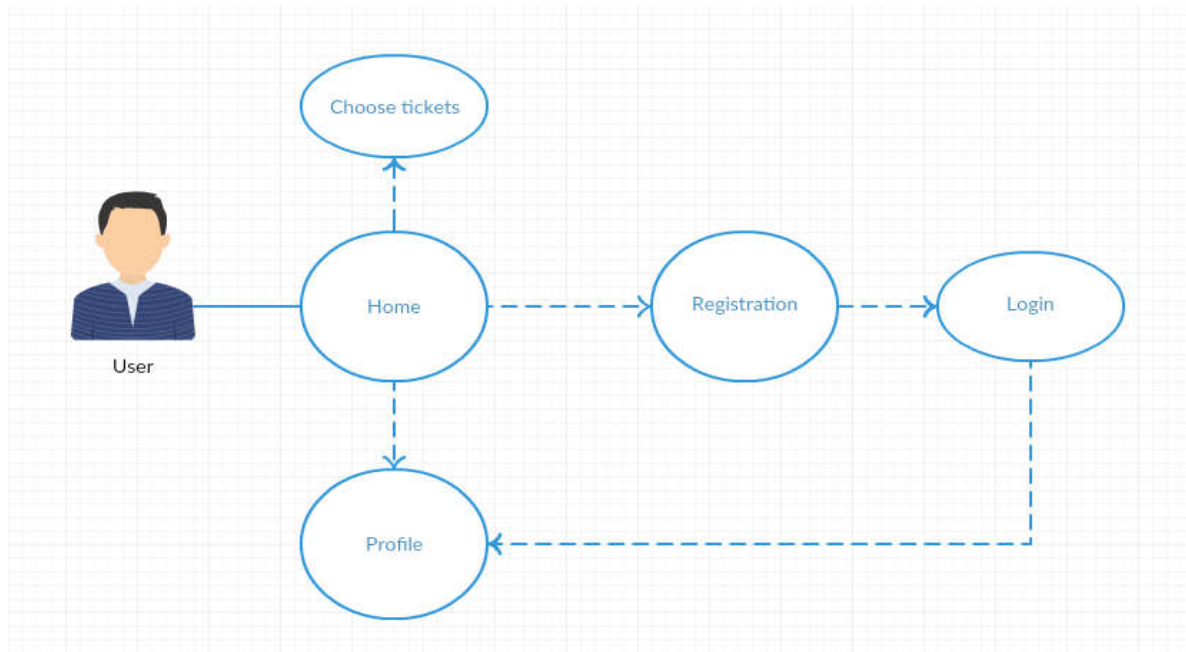 Choose tickets
Home
Registration
Login
User
Profile